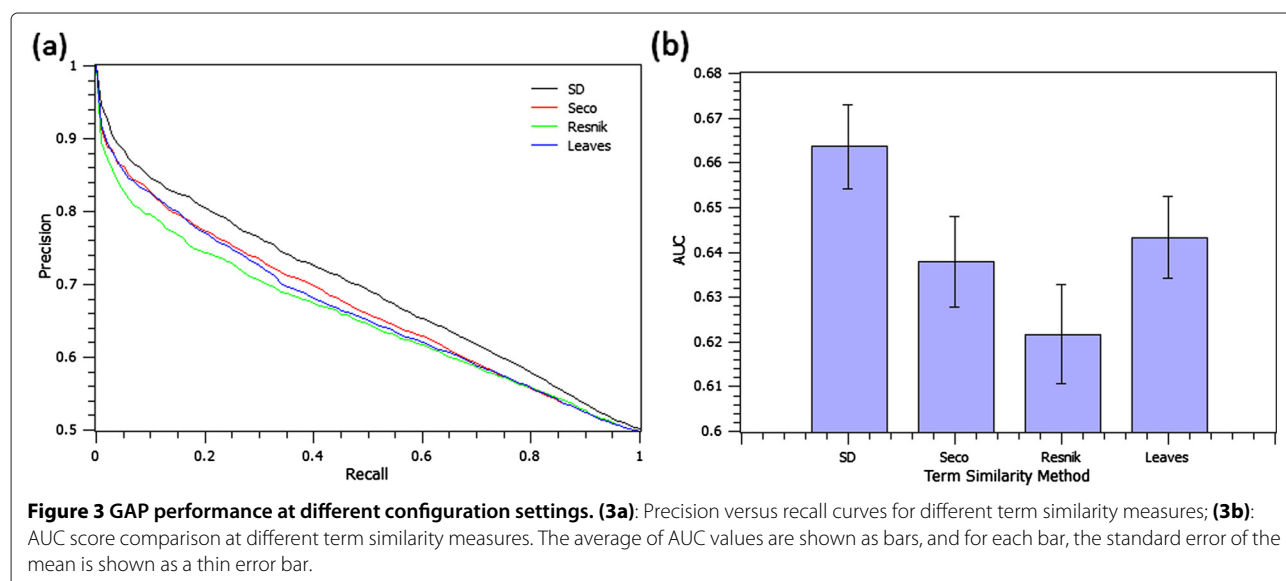 (a)
1
0.9
0.8
0.7
0.6
0.5
Precision
0
0.2
0.4
0.6
0.8
1
Recall
SD
Seco
Resnik
Leaves
(b)
0.68
0.67
0.66
0.65
0.64
0.63
0.62
0.61
0.6
AUC
SD
Seco
Resnik
Leaves
Term Similarity Method
Figure 3 GAP performance at different configuration settings. (3a): Precision versus recall curves for different term similarity measures; (3b):
AUC score comparison at different term similarity measures. The average of AUC values are shown as bars, and for each bar, the standard error of the
mean is shown as a thin error bar.